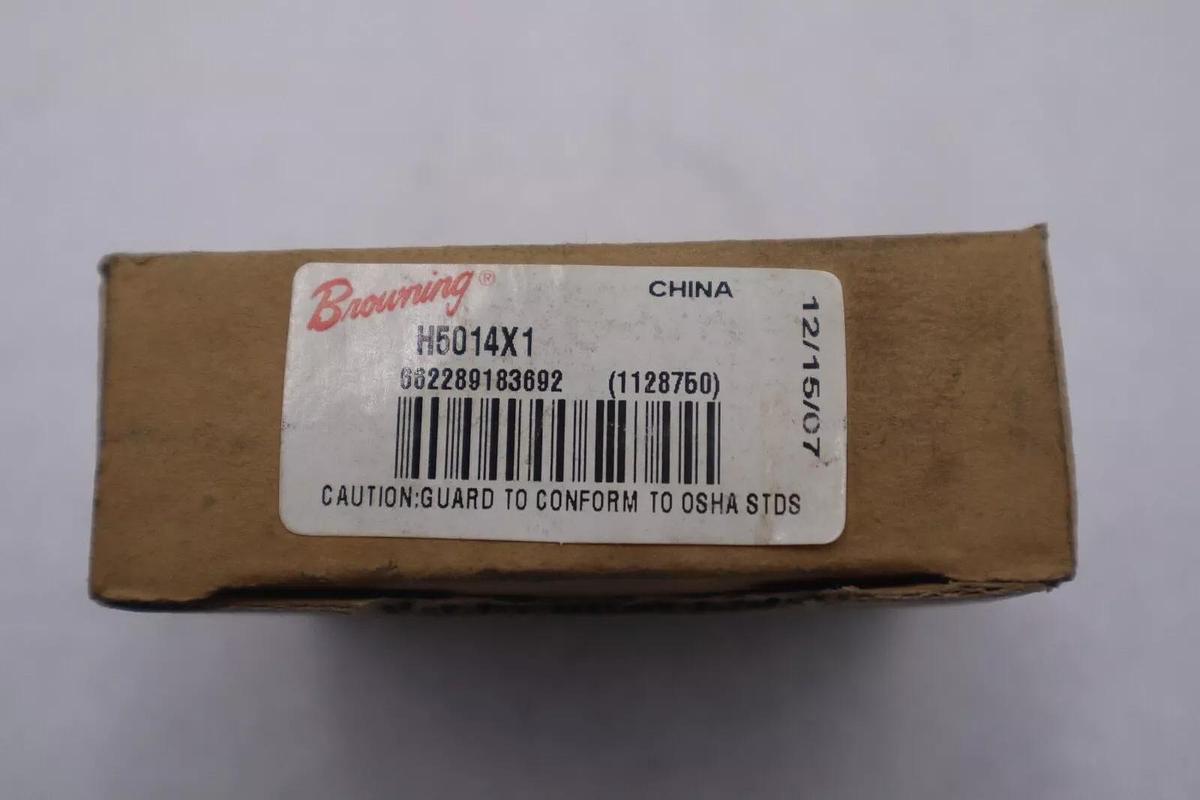 Browning®
CHINA
H5014X1
662289183692 (1128750)
CAUTION:GUARD TO CONFORM TO OSHA STDS
12/15/07